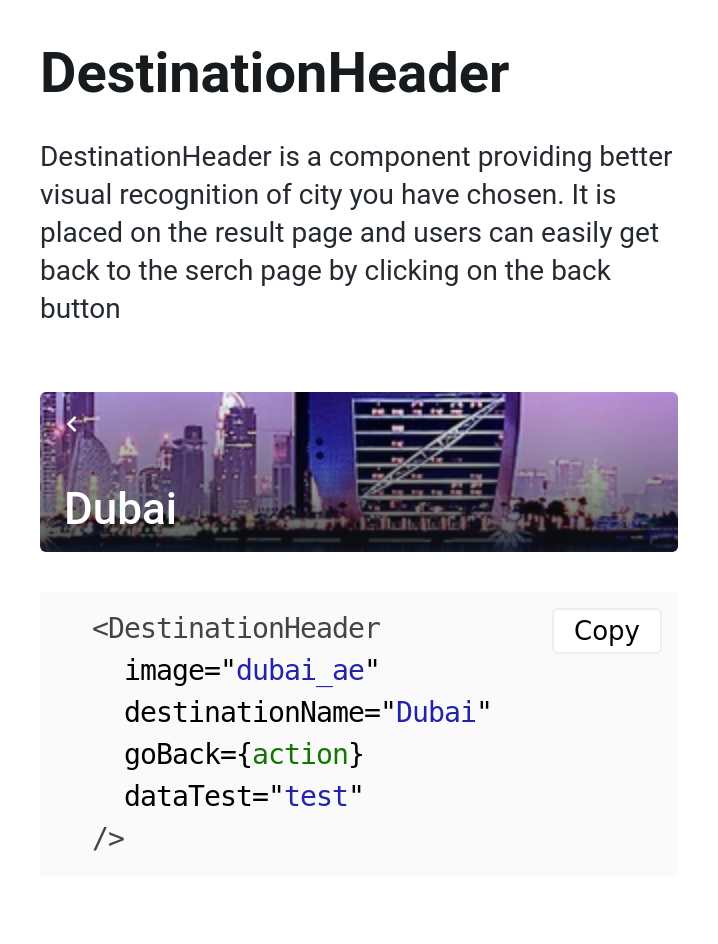 DestinationHeader
DestinationHeader is a component providing better
visual recognition of city you have chosen. It is
placed on the result page and users can easily get
back to the serch page by clicking on the back
button
Dubai
<DestinationHeader
Copy
image="dubai_ae"
destinationName="Dubai"
goBack={action}
dataTest="test"
/>